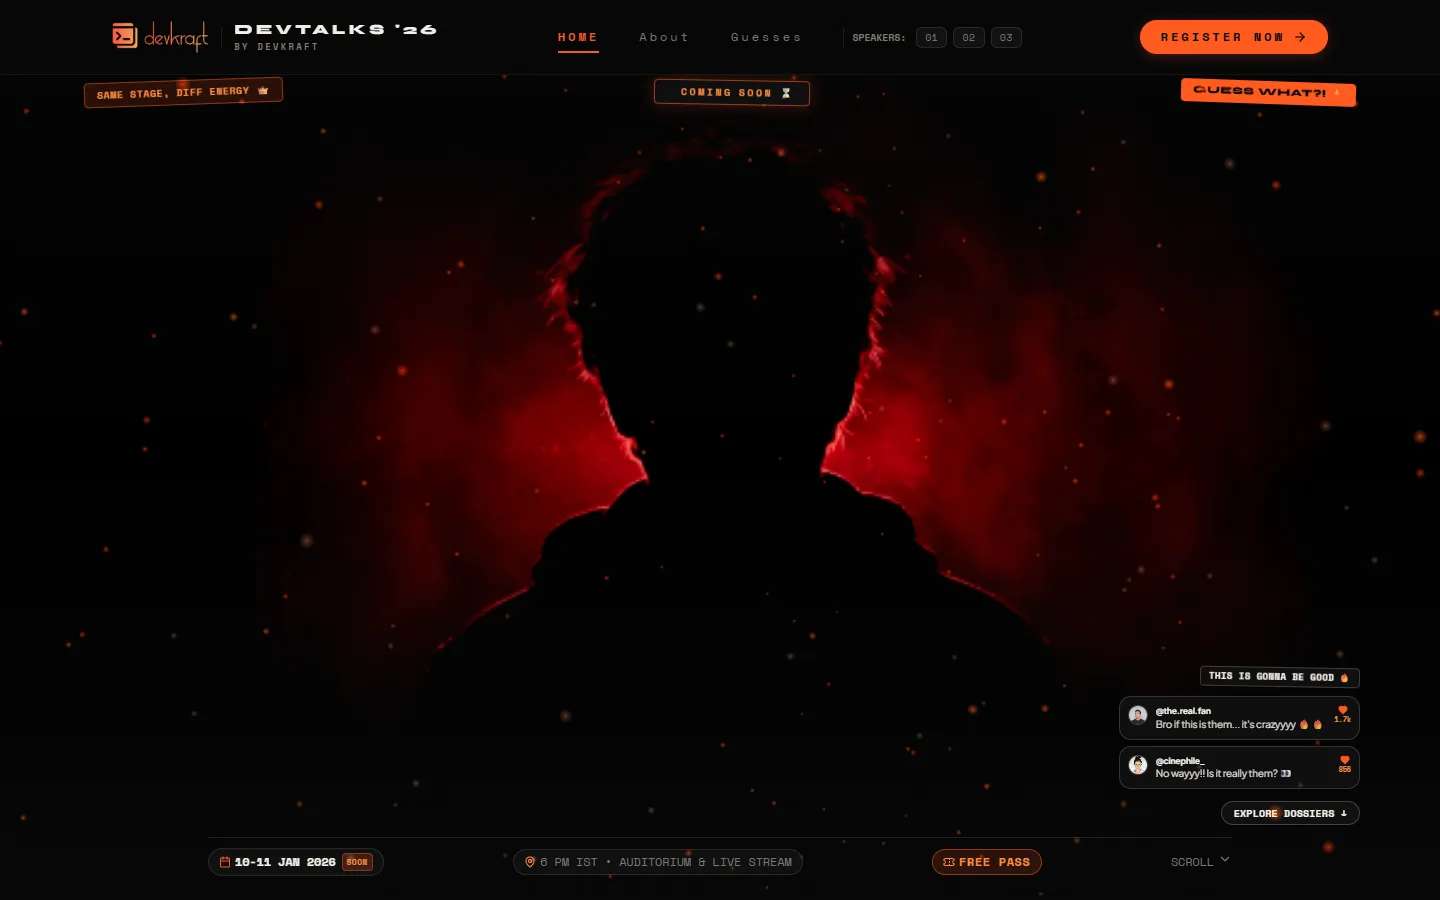 devkraft
DEVTALKS '26
BY DEVKRAFT
HOME
About
Guesses
SPEAKERS:
01
02
03
REGISTER NOW →
SAME STAGE, DIFF ENERGY 👑
COMING SOON ⏳
GUESS WHAT?! 🔥
THIS IS GONNA BE GOOD 🔥
@the.real.fan
Bro if this is them... it's crazyyyy 🔥 🔥
1.7k
@cinephile_
No wayyy!! Is it really them? 👀
856
EXPLORE DOSSIERS ↓
10-11 JAN 2026 SOON
6 PM IST • AUDITORIUM & LIVE STREAM
FREE PASS
SCROLL